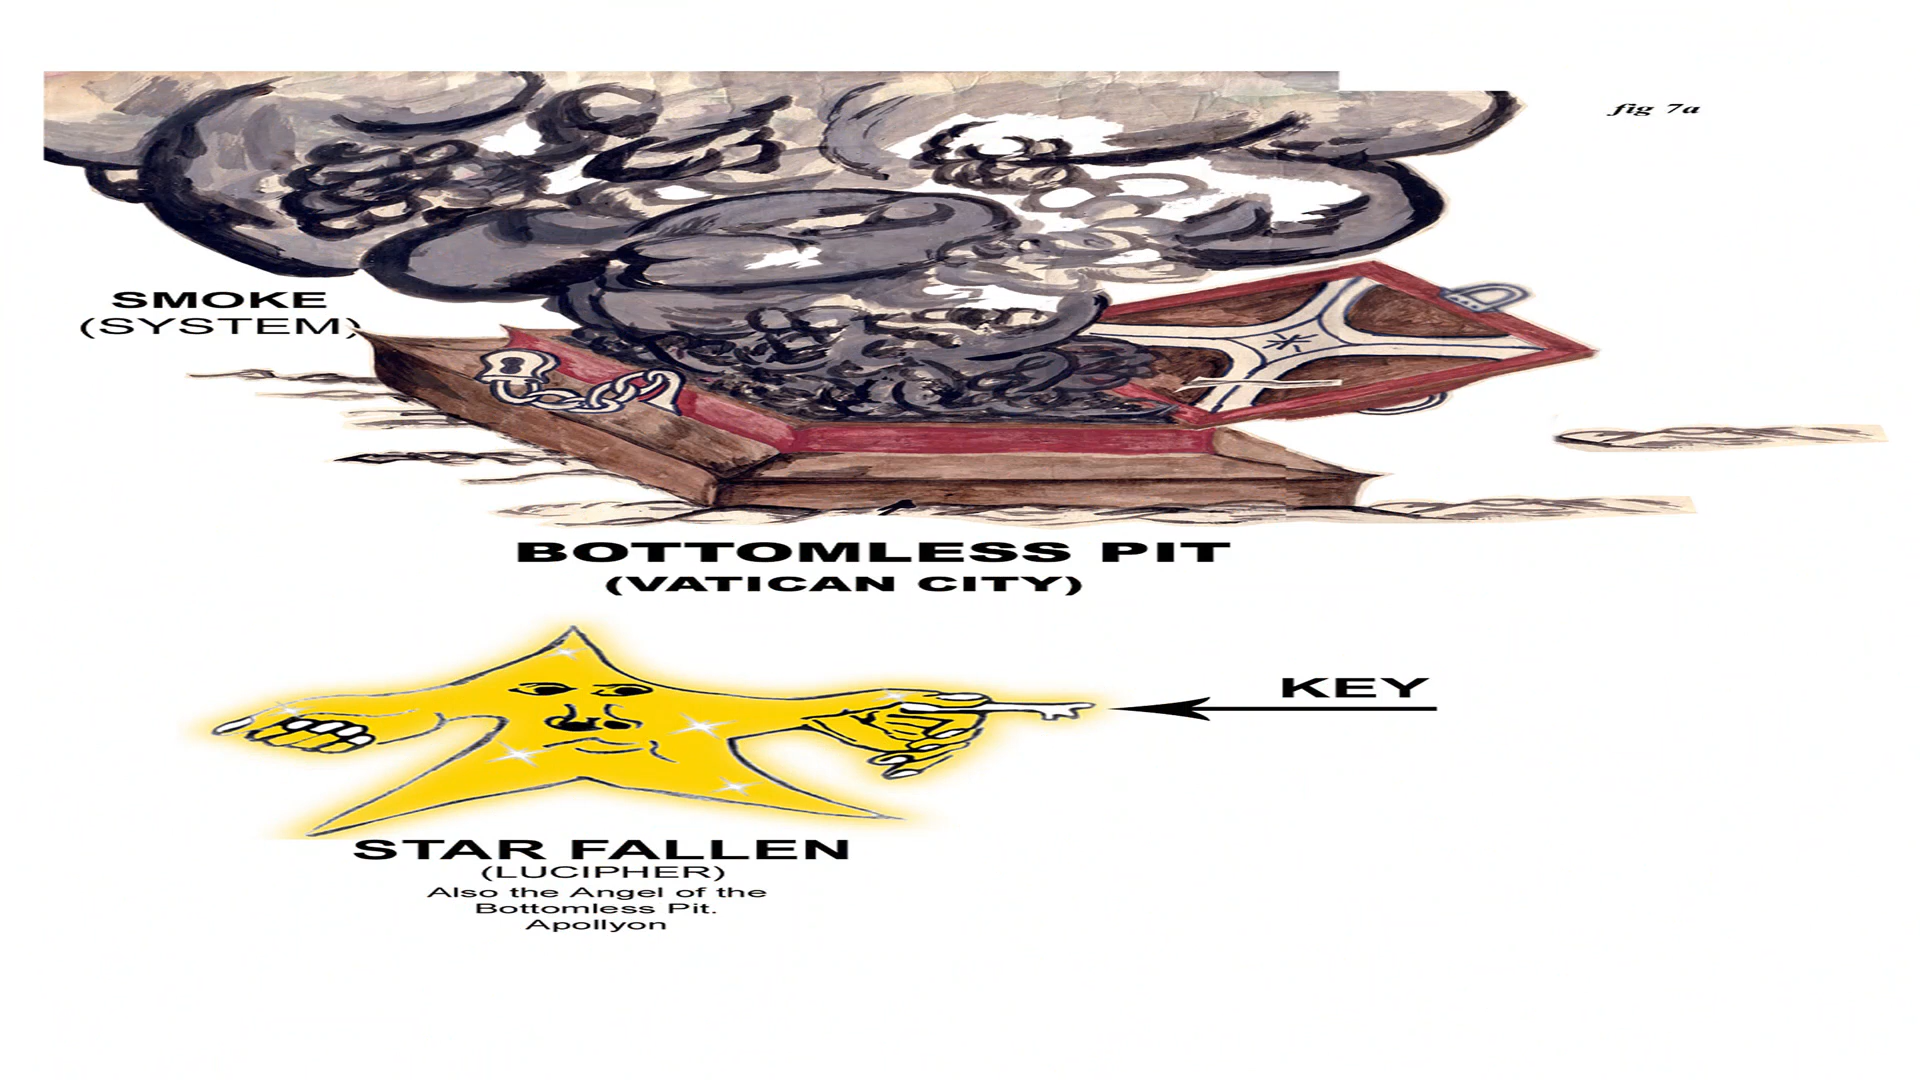 fig 7a
SMOKE
(SYSTEM)
BOTTOMLESS PIT
(VATICAN CITY)
KEY
STAR FALLEN
(LUCIPHER)
Also the Angel of the
Bottomless Pit.
Apollyon